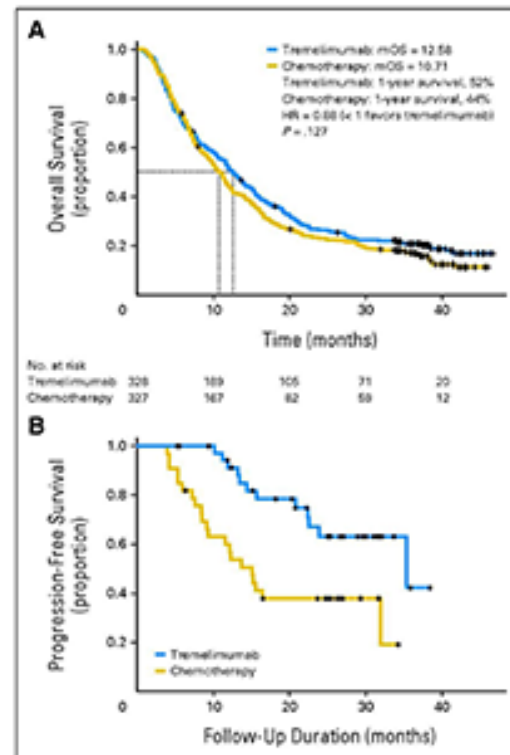 A
1.0
0.8
0.6
0.4
0.2
0
10
20
30
40
Overall Survival
(proportion)
Time (months)
Tremelimumab: mOS = 12.58
Chemotherapy: mOS = 10.71
Tremelimumab: 1-year survival, 52%
Chemotherapy: 1-year survival, 44%
HR = 0.88 (< 1 favors tremelimumab)
P = .127
No. at risk
Tremelimumab 328 189 105 71 20
Chemotherapy 327 167 82 59 12
B
1.0
0.8
0.6
0.4
0.2
0
10
20
30
40
Progression-Free Survival
(proportion)
Tremelimumab
Chemotherapy
Follow-Up Duration (months)